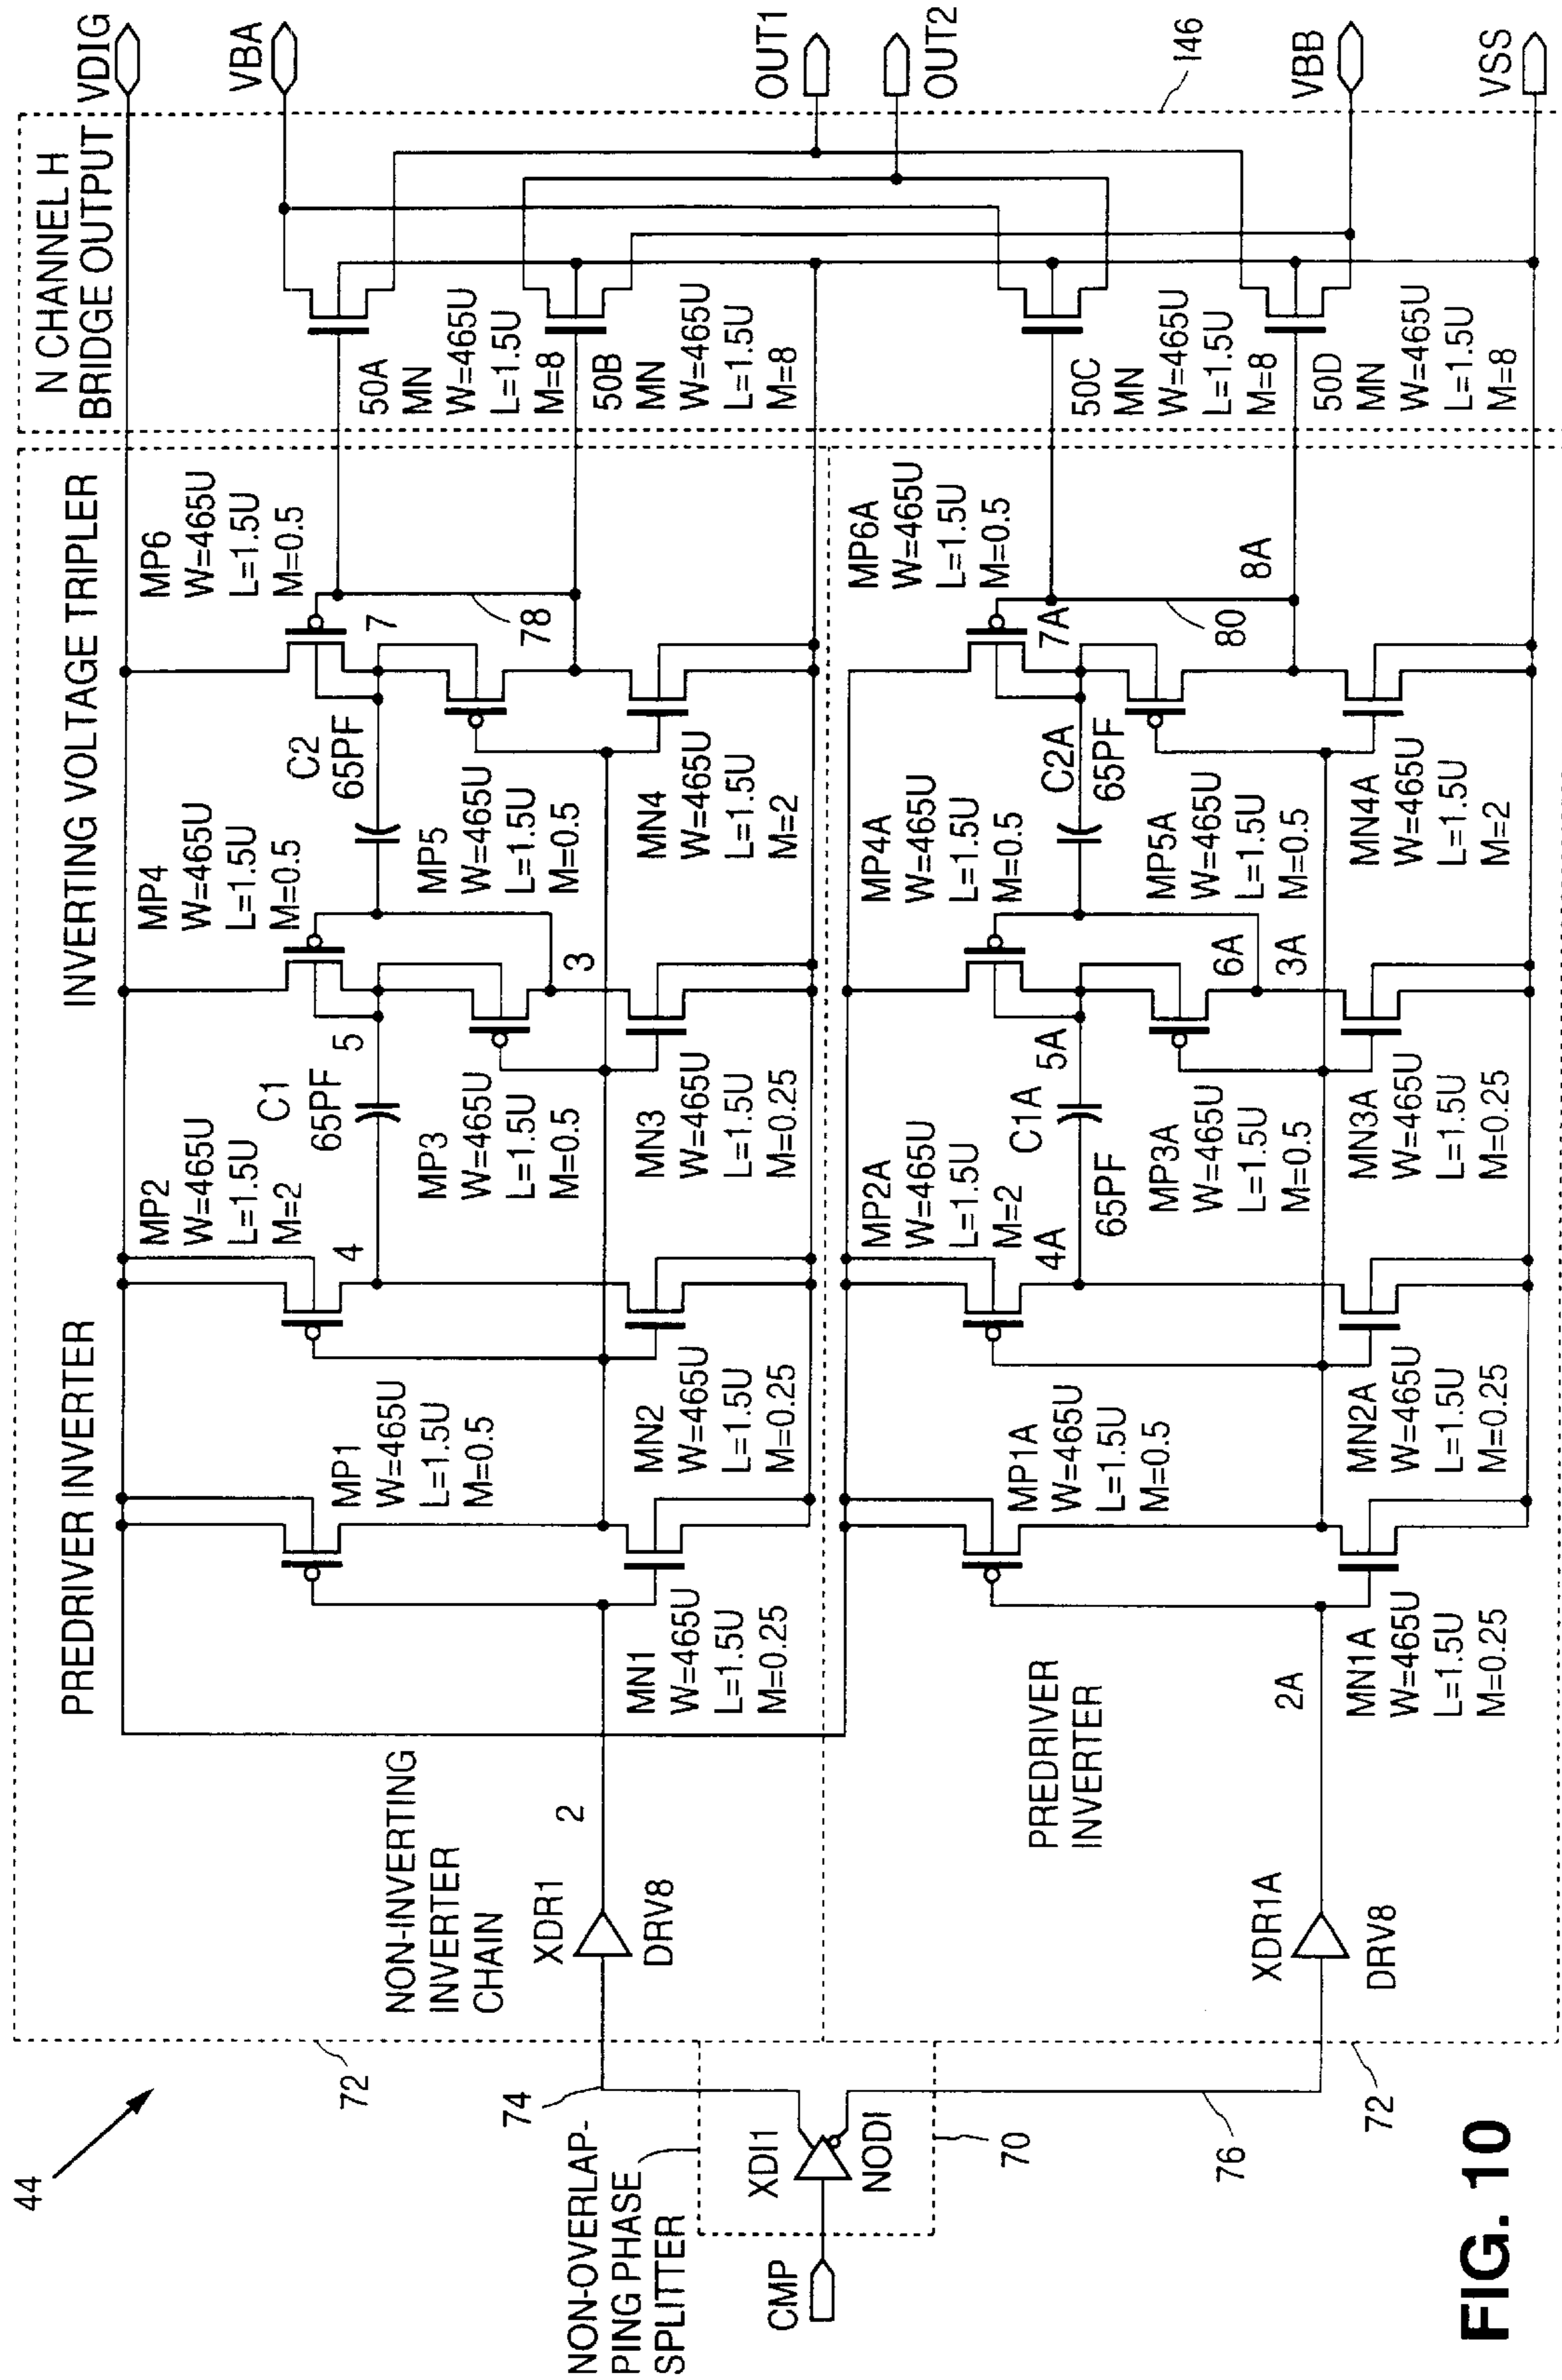 44
NON-OVERLAP-
PING PHASE
SPLITTER
CMP
XDI1
NODI
70
74
76
72
72
NON-INVERTING
INVERTER
CHAIN
XDR1
DRV8
2
PREDRIVER INVERTER
MP1
W=465U
L=1.5U
M=0.5
MN1
W=465U
L=1.5U
M=0.25
MP2
W=465U
L=1.5U
M=2
4
MN2
W=465U
L=1.5U
M=0.25
INVERTING VOLTAGE TRIPLER
C1
65PF
5
MP3
W=465U
L=1.5U
M=0.5
MN3
W=465U
L=1.5U
M=0.25
MP4
W=465U
L=1.5U
M=0.5
3
C2
65PF
MP5
W=465U
L=1.5U
M=0.5
MN4
W=465U
L=1.5U
M=2
MP6
W=465U
L=1.5U
M=0.5
7
78
XDR1A
DRV8
2A
PREDRIVER
INVERTER
MP1A
W=465U
L=1.5U
M=0.5
MN1A
W=465U
L=1.5U
M=0.25
MP2A
W=465U
L=1.5U
M=2
4A
MN2A
W=465U
L=1.5U
M=0.25
C1A
65PF
5A
MP3A
W=465U
L=1.5U
M=0.5
MN3A
W=465U
L=1.5U
M=0.25
MP4A
W=465U
L=1.5U
M=0.5
6A
3A
C2A
65PF
MP5A
W=465U
L=1.5U
M=0.5
MN4A
W=465U
L=1.5U
M=2
MP6A
W=465U
L=1.5U
M=0.5
7A
80
8A
N CHANNEL H
BRIDGE OUTPUT
50A
MN
W=465U
L=1.5U
M=8
50B
MN
W=465U
L=1.5U
M=8
50C
MN
W=465U
L=1.5U
M=8
50D
MN
W=465U
L=1.5U
M=8
VDIG
VBA
OUT1
OUT2
146
VBB
VSS
FIG. 10